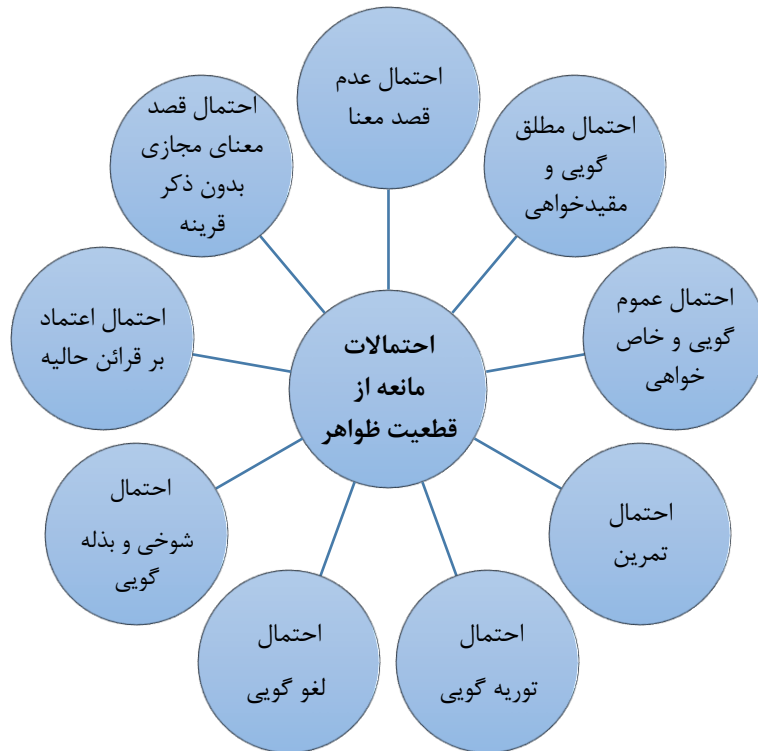 احتمال عدم
قصد معنا
احتمال مطلق
گویی و
مقیدخواهی
احتمال عموم
گویی و خاص
خواهی
احتمال
تمرین
احتمال
توریه گویی
احتمال
لغو گویی
احتمال
شوخی و بذله
گویی
احتمال اعتماد
بر قرائن حالیه
احتمال قصد
معنای مجازی
بدون ذکر
قرینه
احتمالات
مانعه از
قطعیت ظواهر